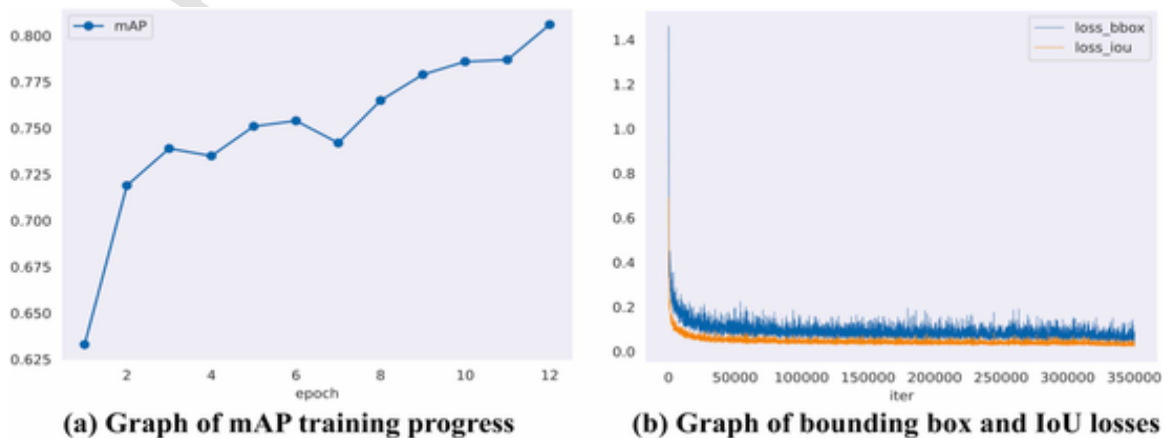 mAP
0.800
0.775
0.750
0.725
0.700
0.675
0.650
0.625
2 4 6 8 10 12
epoch
(a) Graph of mAP training progress
loss_bbox
loss_iou
1.4
1.2
1.0
0.8
0.6
0.4
0.2
0.0
0 50000 100000 150000 200000 250000 300000 350000
iter
(b) Graph of bounding box and IoU losses